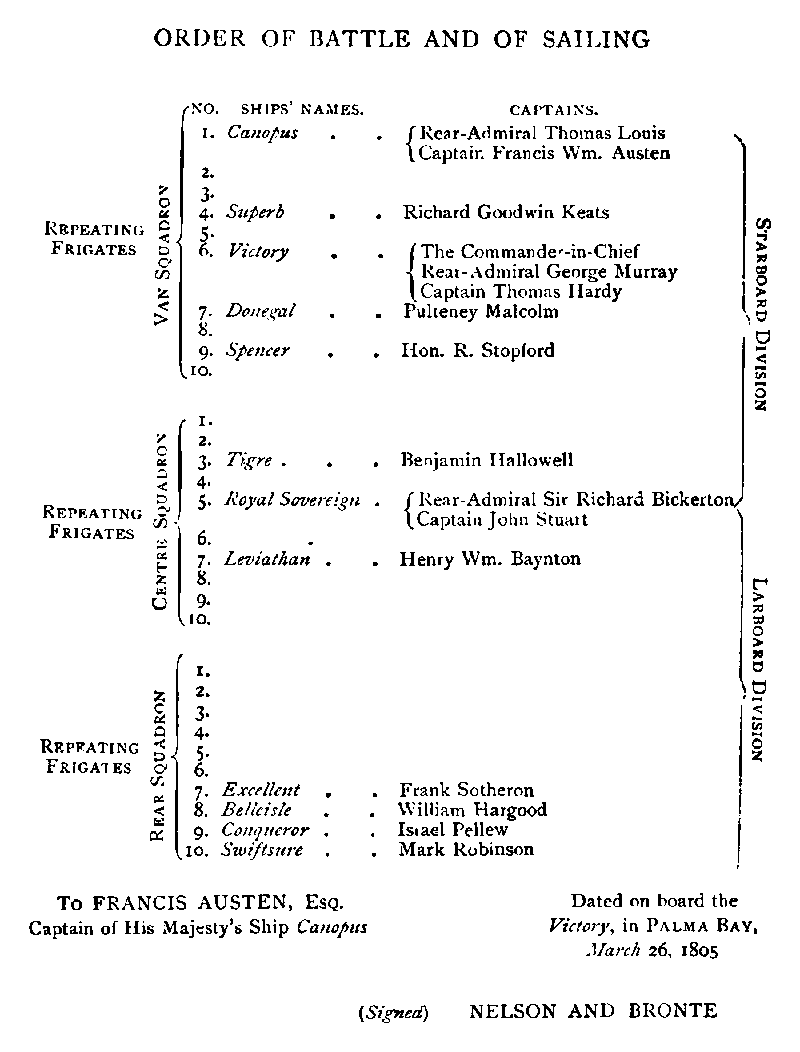 ORDER OF BATTLE AND OF SAILING
NO. SHIPS' NAMES. CAPTAINS.
VAN SQUADRON
REPEATING FRIGATES
1. Canopus . . Rear-Admiral Thomas Louis
Captain Francis Wm. Austen
2.
3.
4. Superb . . Richard Goodwin Keats
5.
6. Victory . . The Commander-in-Chief
Rear-Admiral George Murray
Captain Thomas Hardy
7. Donegal . . Pulteney Malcolm
8.
9. Spencer . . Hon. R. Stopford
10.
STARBOARD DIVISION
CENTRE SQUADRON
REPEATING FRIGATES
1.
2.
3. Tigre . . . Benjamin Hallowell
4.
5. Royal Sovereign . Rear-Admiral Sir Richard Bickerton
Captain John Stuart
6. .
7. Leviathan . . Henry Wm. Baynton
8.
9.
10.
LARBOARD DIVISION
REAR SQUADRON
REPEATING FRIGATES
1.
2.
3.
4.
5.
6.
7. Excellent . . Frank Sotheron
8. Belleisle . . William Hargood
9. Conqueror . . Israel Pellew
10. Swiftsure . . Mark Robinson
To FRANCIS AUSTEN, ESQ.
Captain of His Majesty's Ship Canopus
Dated on board the
Victory, in PALMA BAY,
March 26, 1805
(Signed) NELSON AND BRONTE